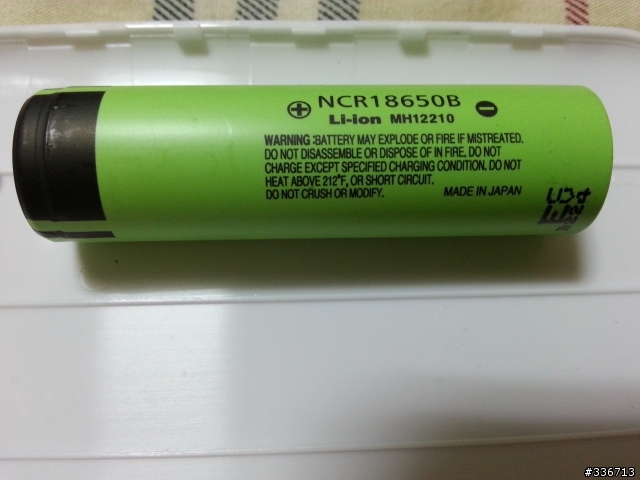 ⊕ NCR18650B ⊖
Li-ion MH12210
WARNING :BATTERY MAY EXPLODE OR FIRE IF MISTREATED.
DO NOT DISASSEMBLE OR DISPOSE OF IN FIRE. DO NOT
CHARGE EXCEPT SPECIFIED CHARGING CONDITION. DO NOT
HEAT ABOVE 212°F, OR SHORT CIRCUIT.
DO NOT CRUSH OR MODIFY. MADE IN JAPAN
#336713